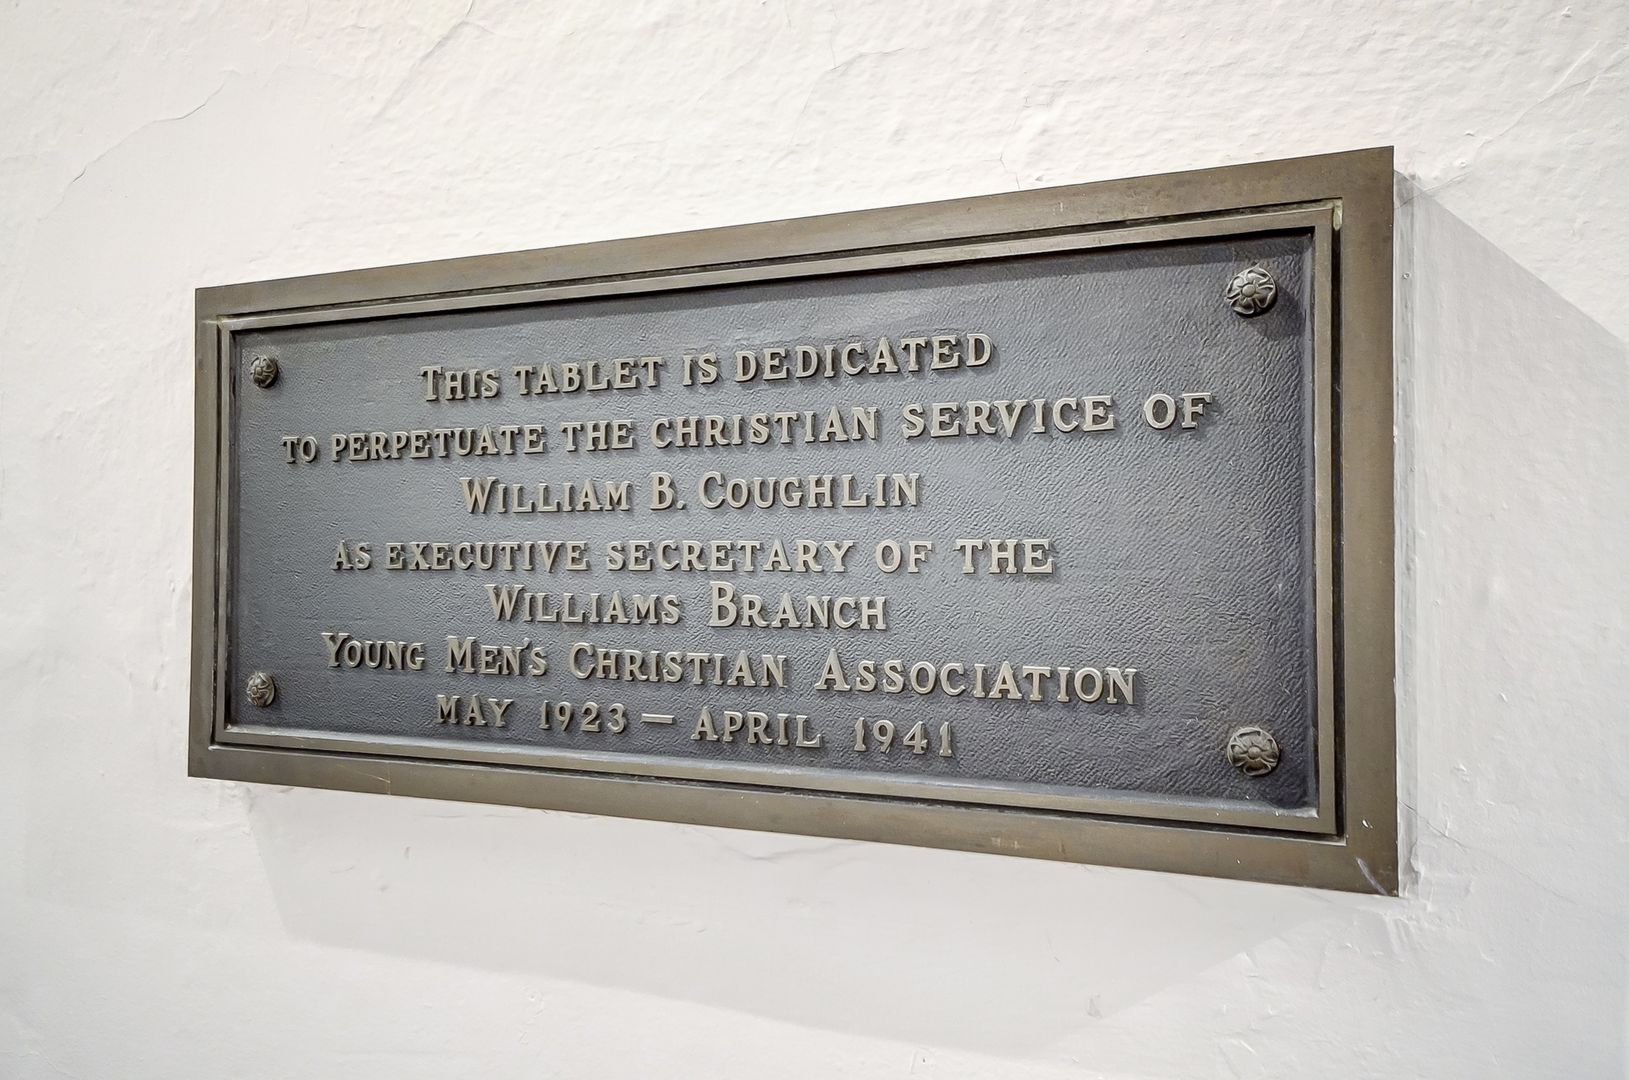 This tablet is dedicated
to perpetuate the christian service of
William B. Coughlin
as executive secretary of the
Williams Branch
Young Men's Christian Association
May 1923 — April 1941